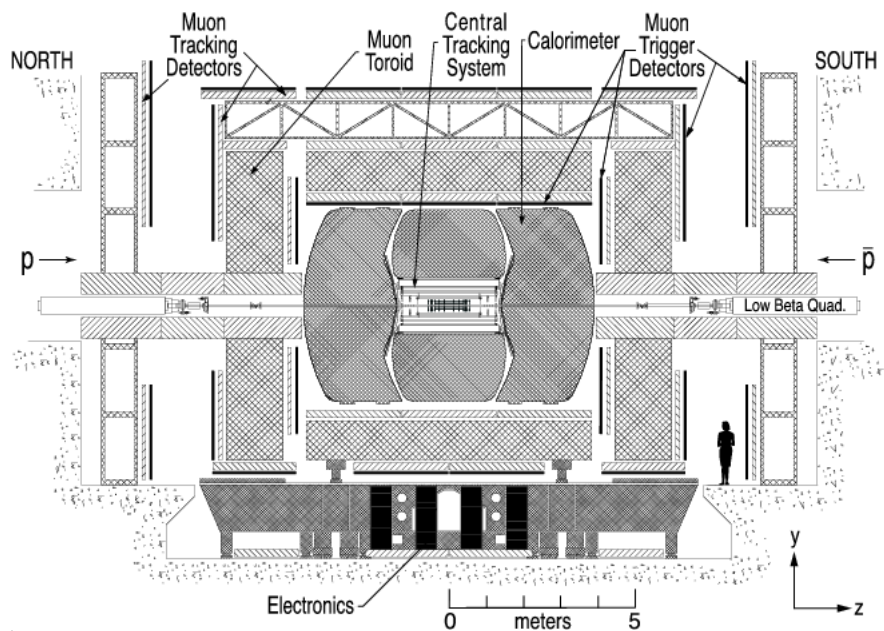 NORTH
Muon
Tracking
Detectors
Muon
Toroid
Central
Tracking
System
Calorimeter
Muon
Trigger
Detectors
SOUTH
p
p̄
Low Beta Quad.
Electronics
0
meters
5
y
z